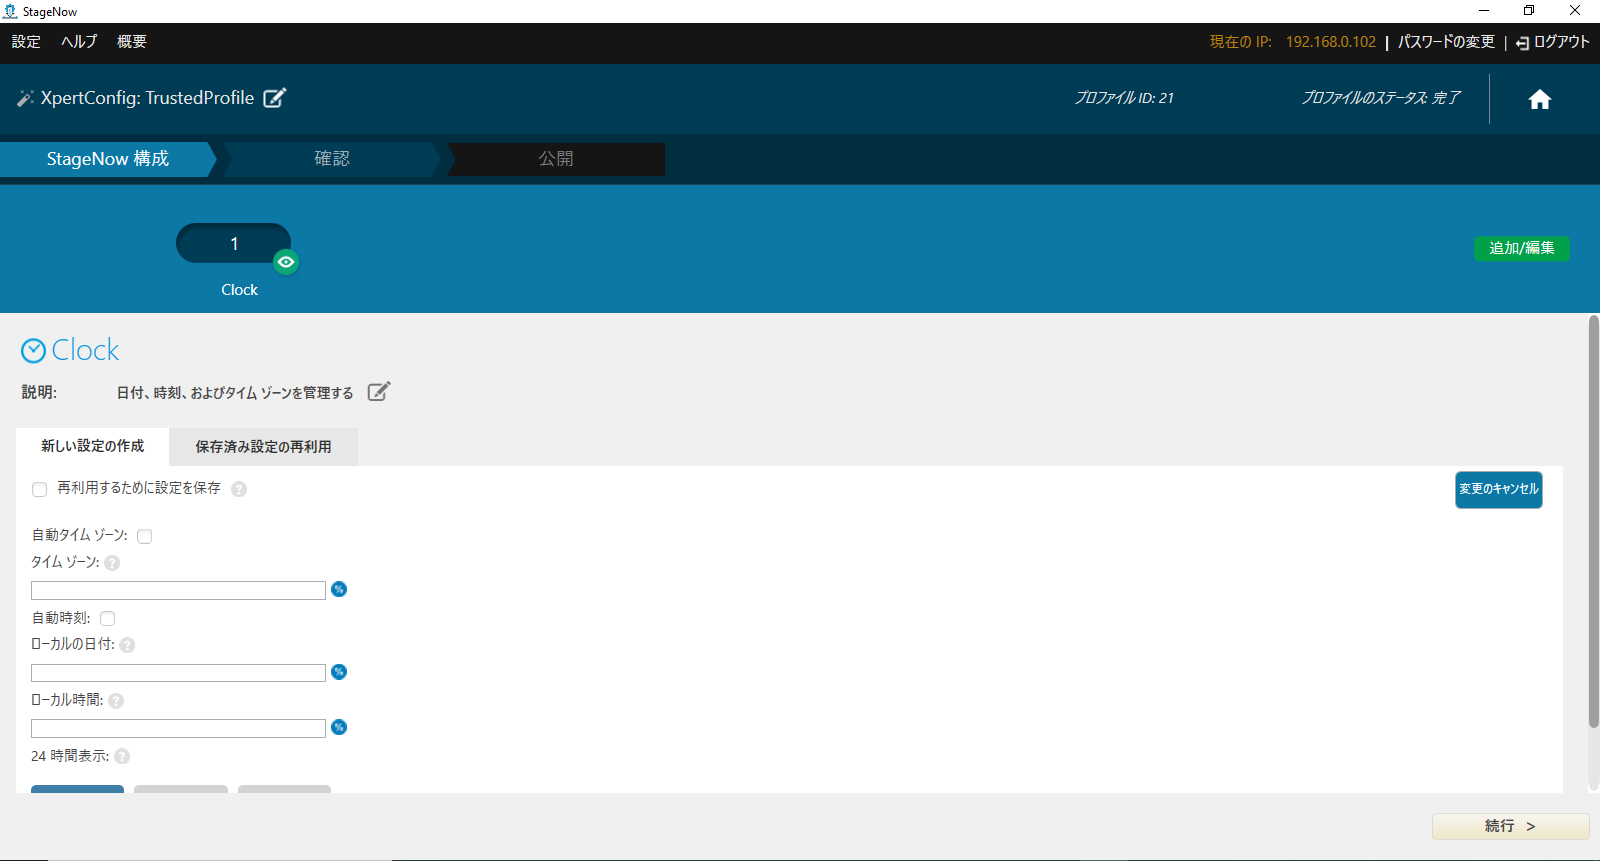 StageNow
設定 ヘルプ 概要 現在の IP: 192.168.0.102 | パスワードの変更 | ログアウト
XpertConfig: TrustedProfile プロファイル ID: 21 プロファイルのステータス: 完了
StageNow 構成 確認 公開
1
追加/編集
Clock
Clock
説明: 日付、時刻、およびタイム ゾーンを管理する
新しい設定の作成 保存済み設定の再利用
再利用するために設定を保存 ? 変更のキャンセル
自動タイム ゾーン:
タイム ゾーン: ?
%
自動時刻:
ローカルの日付: ?
%
ローカル時間: ?
%
24 時間表示: ?
続行 >